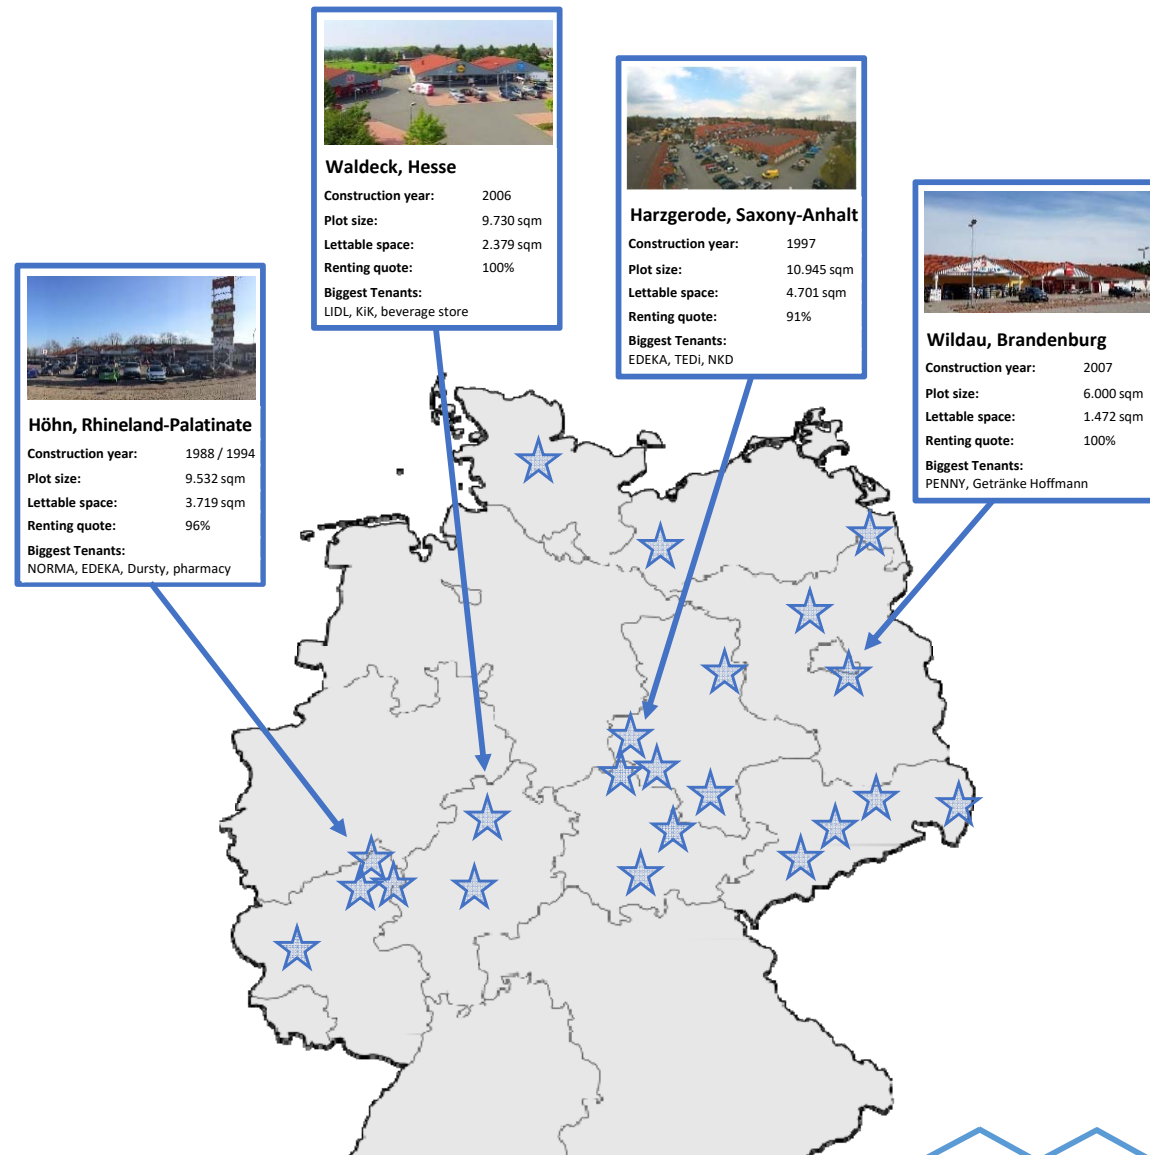 Waldeck, Hesse
Construction year: 2006
Plot size: 9.730 sqm
Lettable space: 2.379 sqm
Renting quote: 100%
Biggest Tenants:
LIDL, KiK, beverage store
Harzgerode, Saxony-Anhalt
Construction year: 1997
Plot size: 10.945 sqm
Lettable space: 4.701 sqm
Renting quote: 91%
Biggest Tenants:
EDEKA, TEDi, NKD
Wildau, Brandenburg
Construction year: 2007
Plot size: 6.000 sqm
Lettable space: 1.472 sqm
Renting quote: 100%
Biggest Tenants:
PENNY, Getränke Hoffmann
Höhn, Rhineland-Palatinate
Construction year: 1988 / 1994
Plot size: 9.532 sqm
Lettable space: 3.719 sqm
Renting quote: 96%
Biggest Tenants:
NORMA, EDEKA, Dursty, pharmacy